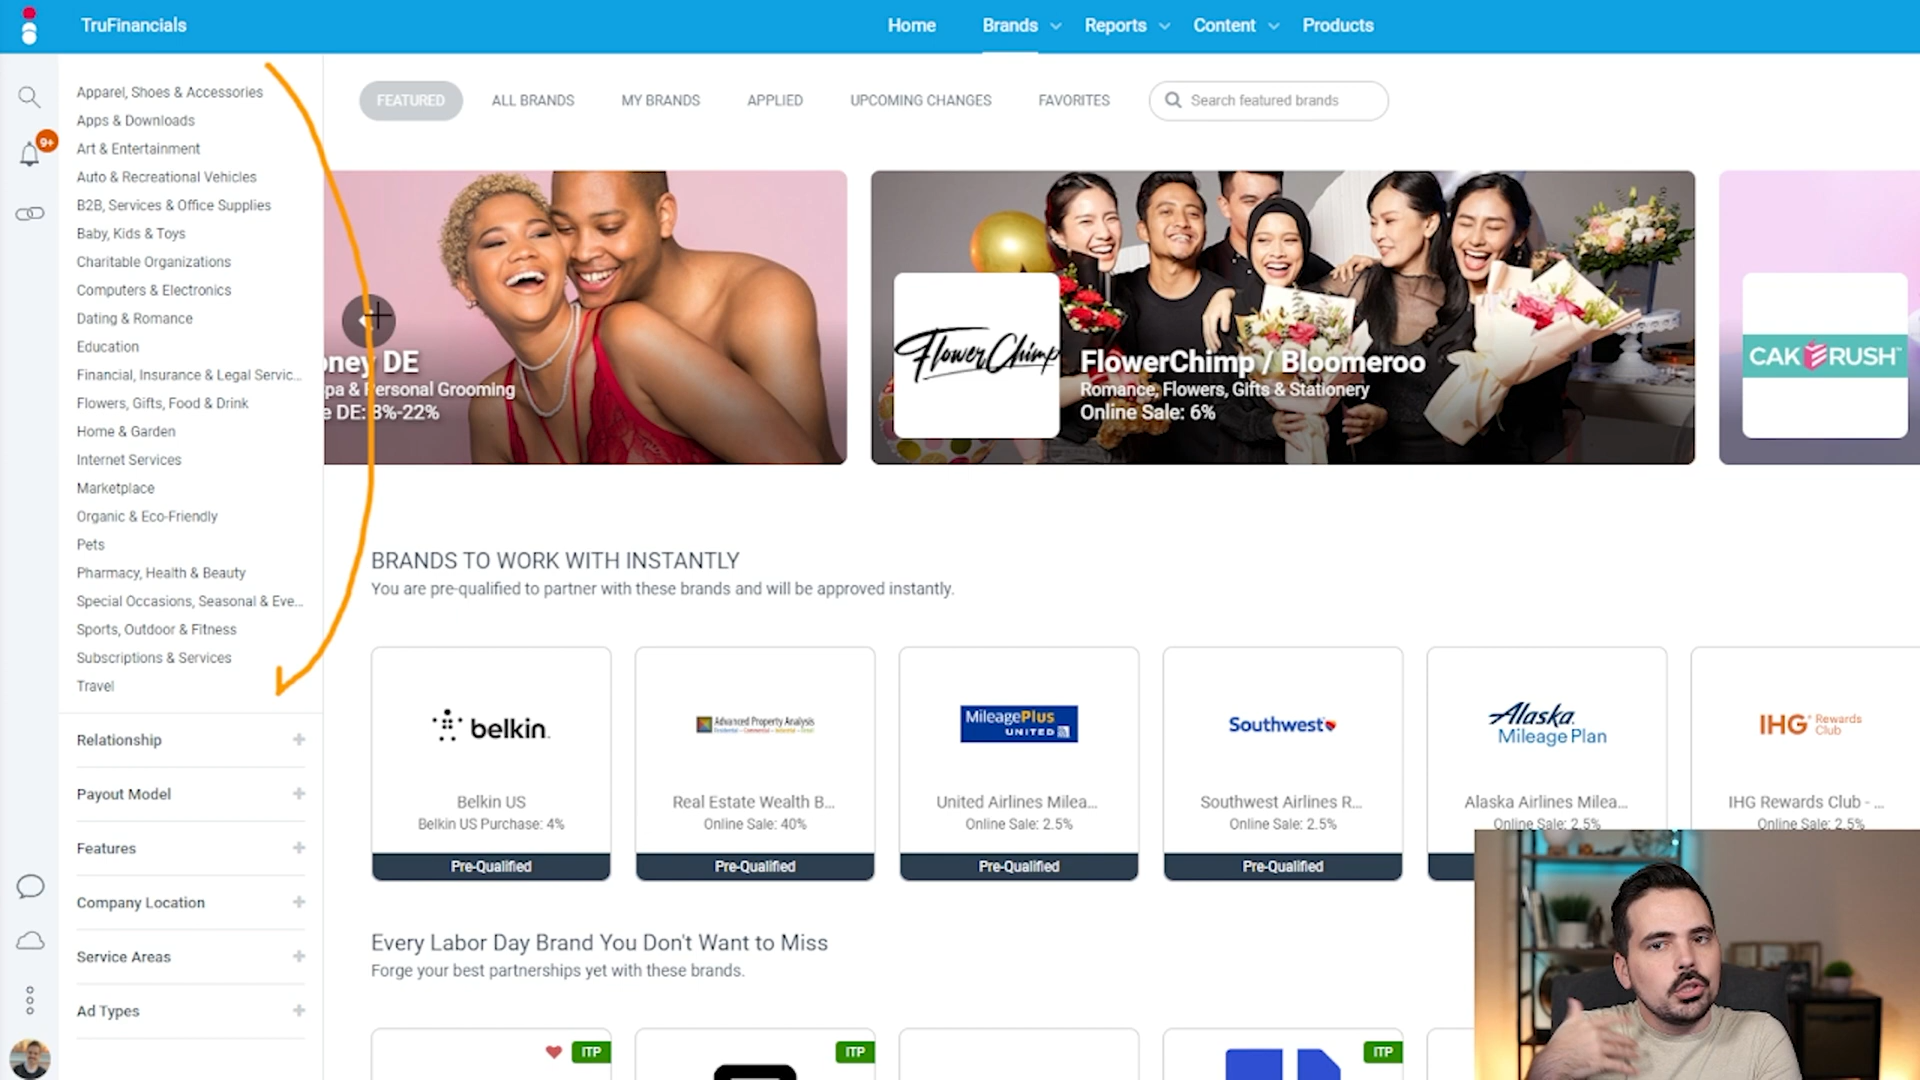 TruFinancials
Home
Brands
Reports
Content
Products
9+
Apparel, Shoes & Accessories
Apps & Downloads
Art & Entertainment
Auto & Recreational Vehicles
B2B, Services & Office Supplies
Baby, Kids & Toys
Charitable Organizations
Computers & Electronics
Dating & Romance
Education
Financial, Insurance & Legal Servic...
Flowers, Gifts, Food & Drink
Home & Garden
Internet Services
Marketplace
Organic & Eco-Friendly
Pets
Pharmacy, Health & Beauty
Special Occasions, Seasonal & Eve...
Sports, Outdoor & Fitness
Subscriptions & Services
Travel
Relationship
Payout Model
Features
Company Location
Service Areas
Ad Types
FEATURED
ALL BRANDS
MY BRANDS
APPLIED
UPCOMING CHANGES
FAVORITES
Search featured brands
oney DE
pa & Personal Grooming
e DE: 8%-22%
FlowerChimp
FlowerChimp / Bloomeroo
Romance, Flowers, Gifts & Stationery
Online Sale: 6%
CAKERUSH
BRANDS TO WORK WITH INSTANTLY
You are pre-qualified to partner with these brands and will be approved instantly.
belkin.
Belkin US
Belkin US Purchase: 4%
Pre-Qualified
Advanced Property Analysis
Real Estate Wealth B...
Online Sale: 40%
Pre-Qualified
MileagePlus
UNITED
United Airlines Milea...
Online Sale: 2.5%
Pre-Qualified
Southwest
Southwest Airlines R...
Online Sale: 2.5%
Pre-Qualified
Alaska
Mileage Plan
Alaska Airlines Milea...
Online Sale: 2.5%
IHG Rewards
Club
IHG Rewards Club - ...
Online Sale: 2.5%
Every Labor Day Brand You Don't Want to Miss
Forge your best partnerships yet with these brands.
ITP
ITP
ITP